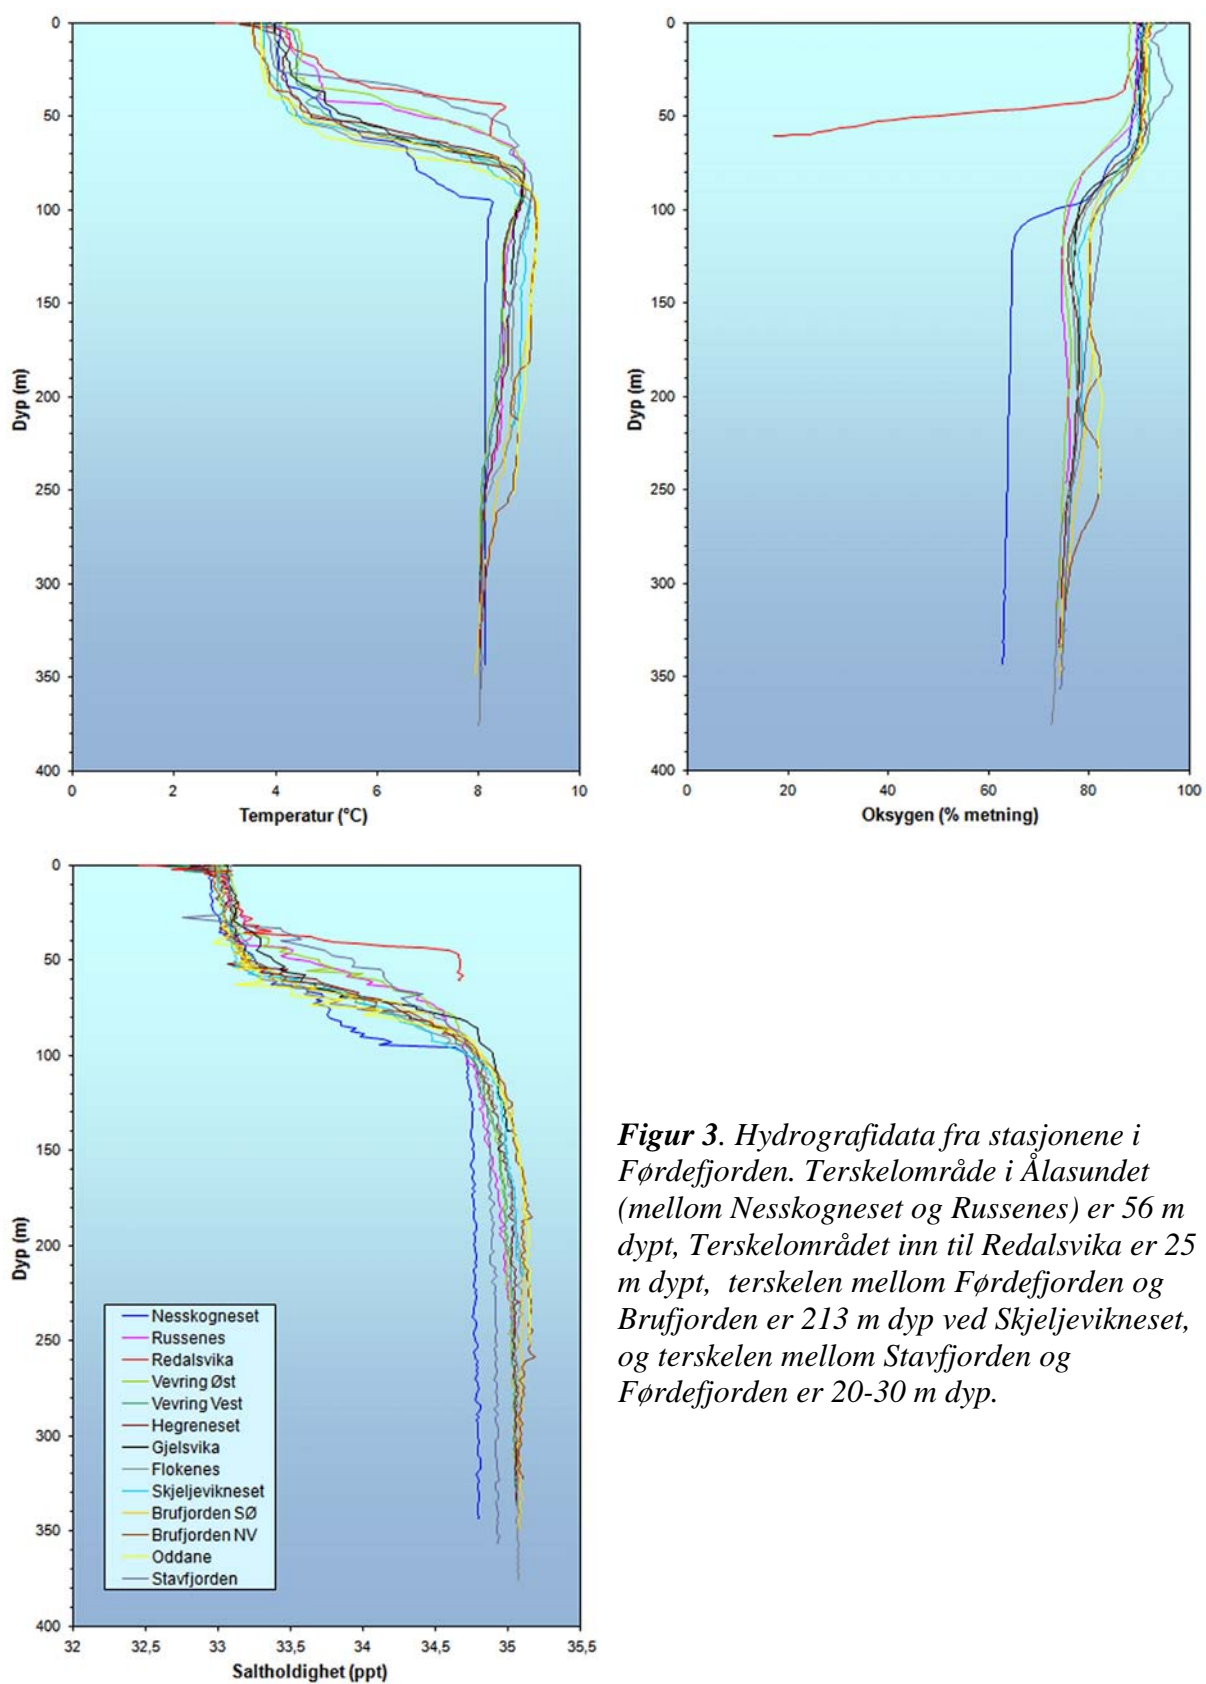 0
50
100
150
200
250
300
350
400
Dyp (m)
0 2 4 6 8 10
Temperatur (°C)
0
50
100
150
200
250
300
350
400
Dyp (m)
0 20 40 60 80 100
Oksygen (% metning)
0
50
100
150
200
250
300
350
400
Dyp (m)
Nesskogneset
Russenes
Redalsvika
Vevring Øst
Vevring Vest
Hegreneset
Gjelsvika
Flokenes
Skjeljevikneset
Brufjorden SØ
Brufjorden NV
Oddane
Stavfjorden
32 32,5 33 33,5 34 34,5 35 35,5
Saltholdighet (ppt)
Figur 3. Hydrografidata fra stasjonene i
Førdefjorden. Terskelområde i Ålasundet
(mellom Nesskogneset og Russenes) er 56 m
dypt, Terskelområdet inn til Redalsvika er 25
m dypt, terskelen mellom Førdefjorden og
Brufjorden er 213 m dyp ved Skjeljevikneset,
og terskelen mellom Stavfjorden og
Førdefjorden er 20-30 m dyp.